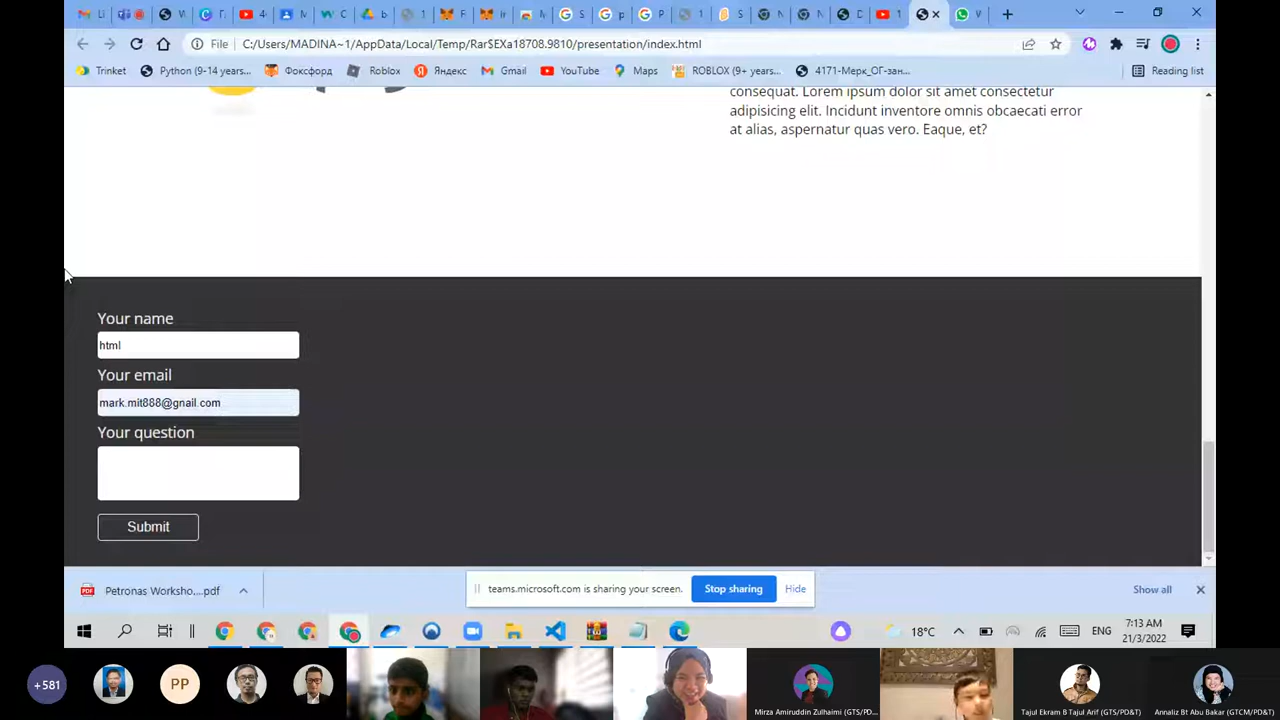 File
C:/Users/MADINA~1/AppData/Local/Temp/Rar$EXa18708.9810/presentation/index.html
Trinket
Python (9-14 years...
Фоксфорд
Roblox
Яндекс
Gmail
YouTube
Maps
ROBLOX (9+ years...
4171-Мерк_ОГ-зан...
Reading list
consequat. Lorem ipsum dolor sit amet consectetur
adipisicing elit. Incidunt inventore omnis obcaecati error
at alias, aspernatur quas vero. Eaque, et?
Your name
html
Your email
mark.mit888@gnail.com
Your question
Submit
Petronas Worksho....pdf
teams.microsoft.com is sharing your screen.
Stop sharing
Hide
Show all
18°C
ENG
7:13 AM
21/3/2022
+581
PP
Mirza Amiruddin Zulhaimi (GTS/PD...
Tajul Ekram B Tajul Arif (GTS/PD&T)
Annaliz Bt Abu Bakar (GTCM/PD&T)